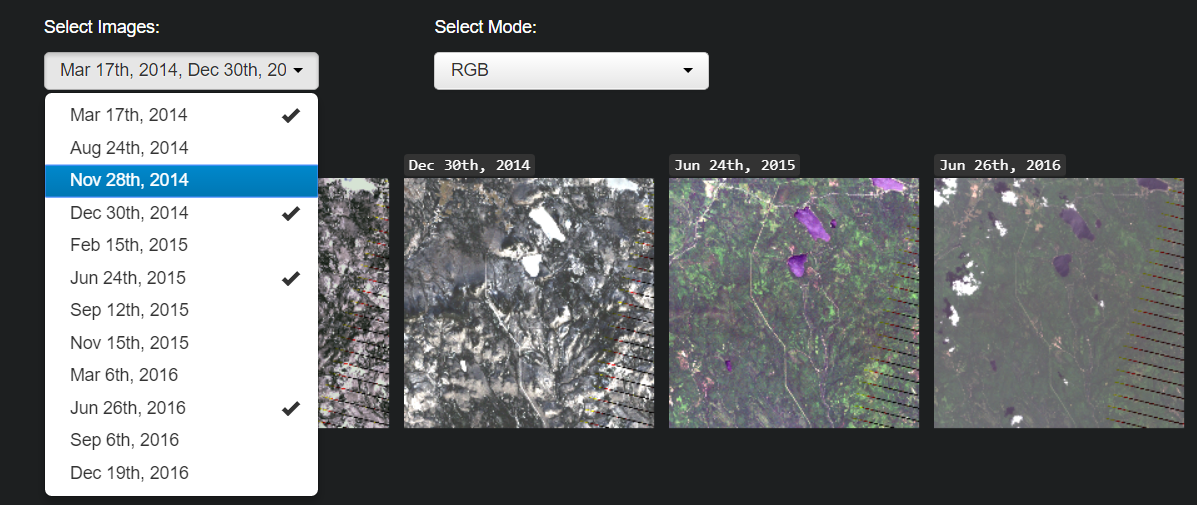 Select Images:
Select Mode:
Mar 17th, 2014, Dec 30th, 20
RGB
Mar 17th, 2014
Aug 24th, 2014
Nov 28th, 2014
Dec 30th, 2014
Feb 15th, 2015
Jun 24th, 2015
Sep 12th, 2015
Nov 15th, 2015
Mar 6th, 2016
Jun 26th, 2016
Sep 6th, 2016
Dec 19th, 2016
Dec 30th, 2014
Jun 24th, 2015
Jun 26th, 2016